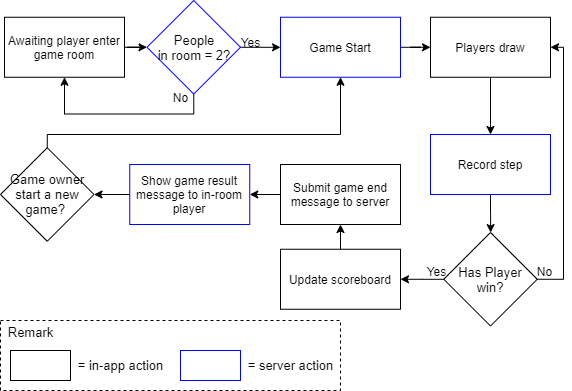 Awaiting player enter
game room
People
in room = 2?
Yes
No
Game Start
Players draw
Record step
Has Player
win?
Yes
No
Update scoreboard
Submit game end
message to server
Show game result
message to in-room
player
Game owner
start a new
game?
Remark
= in-app action
= server action